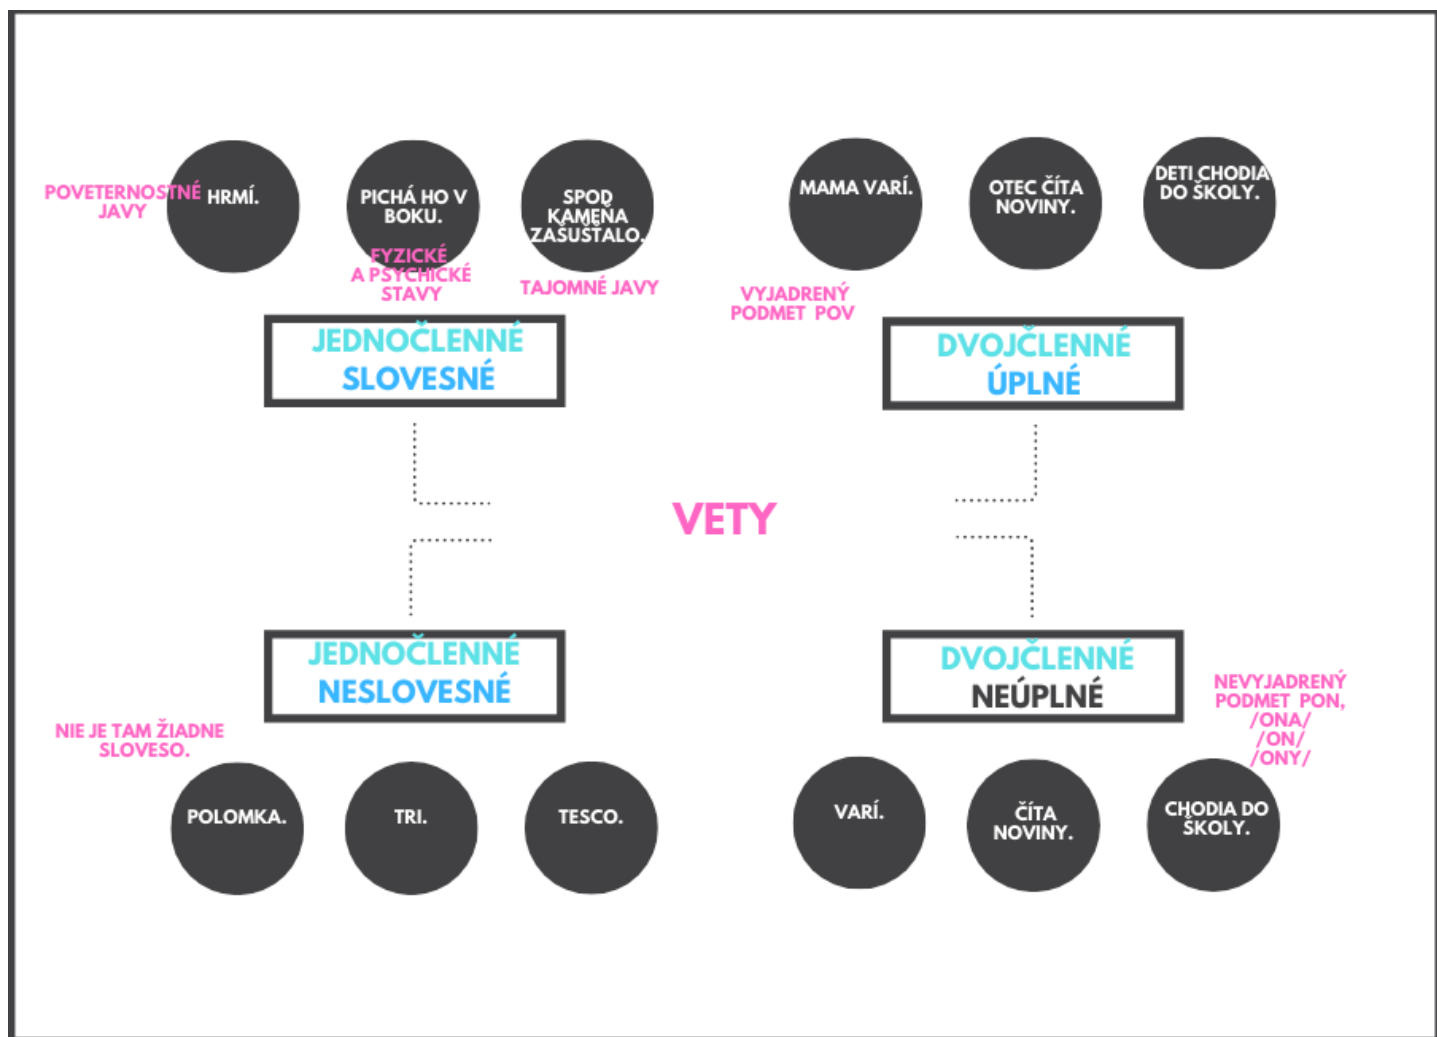 POVETERNOSTNÉ
JAVY
HRMÍ.
PICHÁ HO V
BOKU.
FYZICKÉ
A PSYCHICKÉ
STAVY
SPOD
KAMEŇA
ZAŠUŠŤALO.
TAJOMNÉ JAVY
JEDNOČLENNÉ
SLOVESNÉ
MAMA VARÍ.
OTEC ČÍTA
NOVINY.
DETI CHODIA
DO ŠKOLY.
VYJADRENÝ
PODMET POV
DVOJČLENNÉ
ÚPLNÉ
VETY
JEDNOČLENNÉ
NESLOVESNÉ
NIE JE TAM ŽIADNE
SLOVESO.
POLOMKA.
TRI.
TESCO.
DVOJČLENNÉ
NEÚPLNÉ
NEVYJADRENÝ
PODMET PON,
/ONA/
/ON/
/ONY/
VARÍ.
ČÍTA
NOVINY.
CHODIA DO
ŠKOLY.